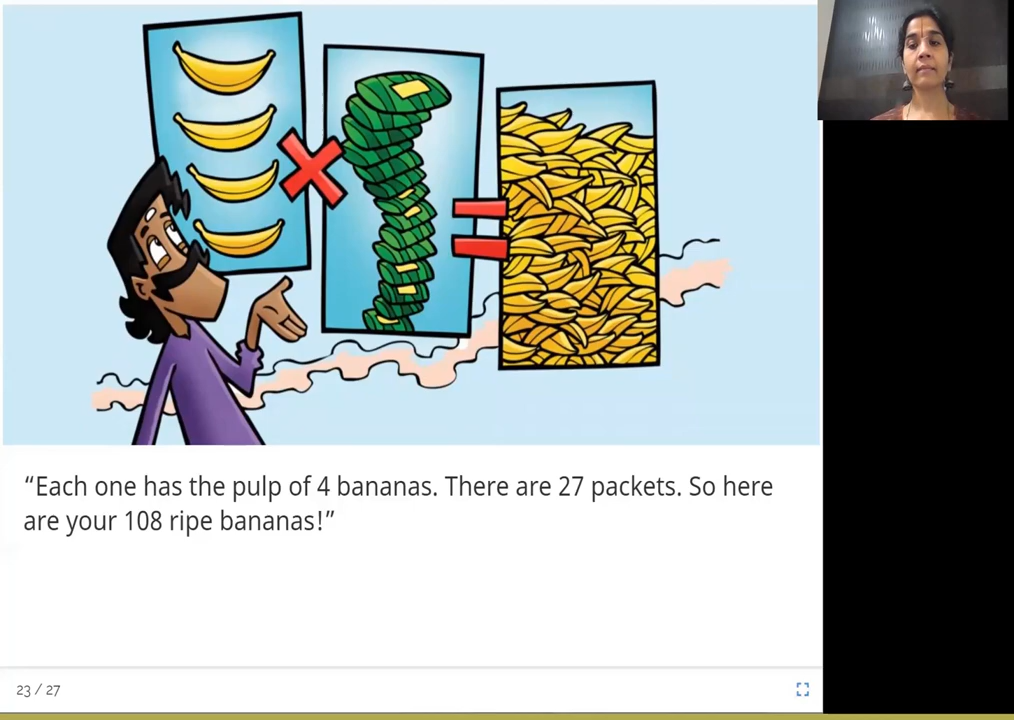 “Each one has the pulp of 4 bananas. There are 27 packets. So here
are your 108 ripe bananas!”
23 / 27